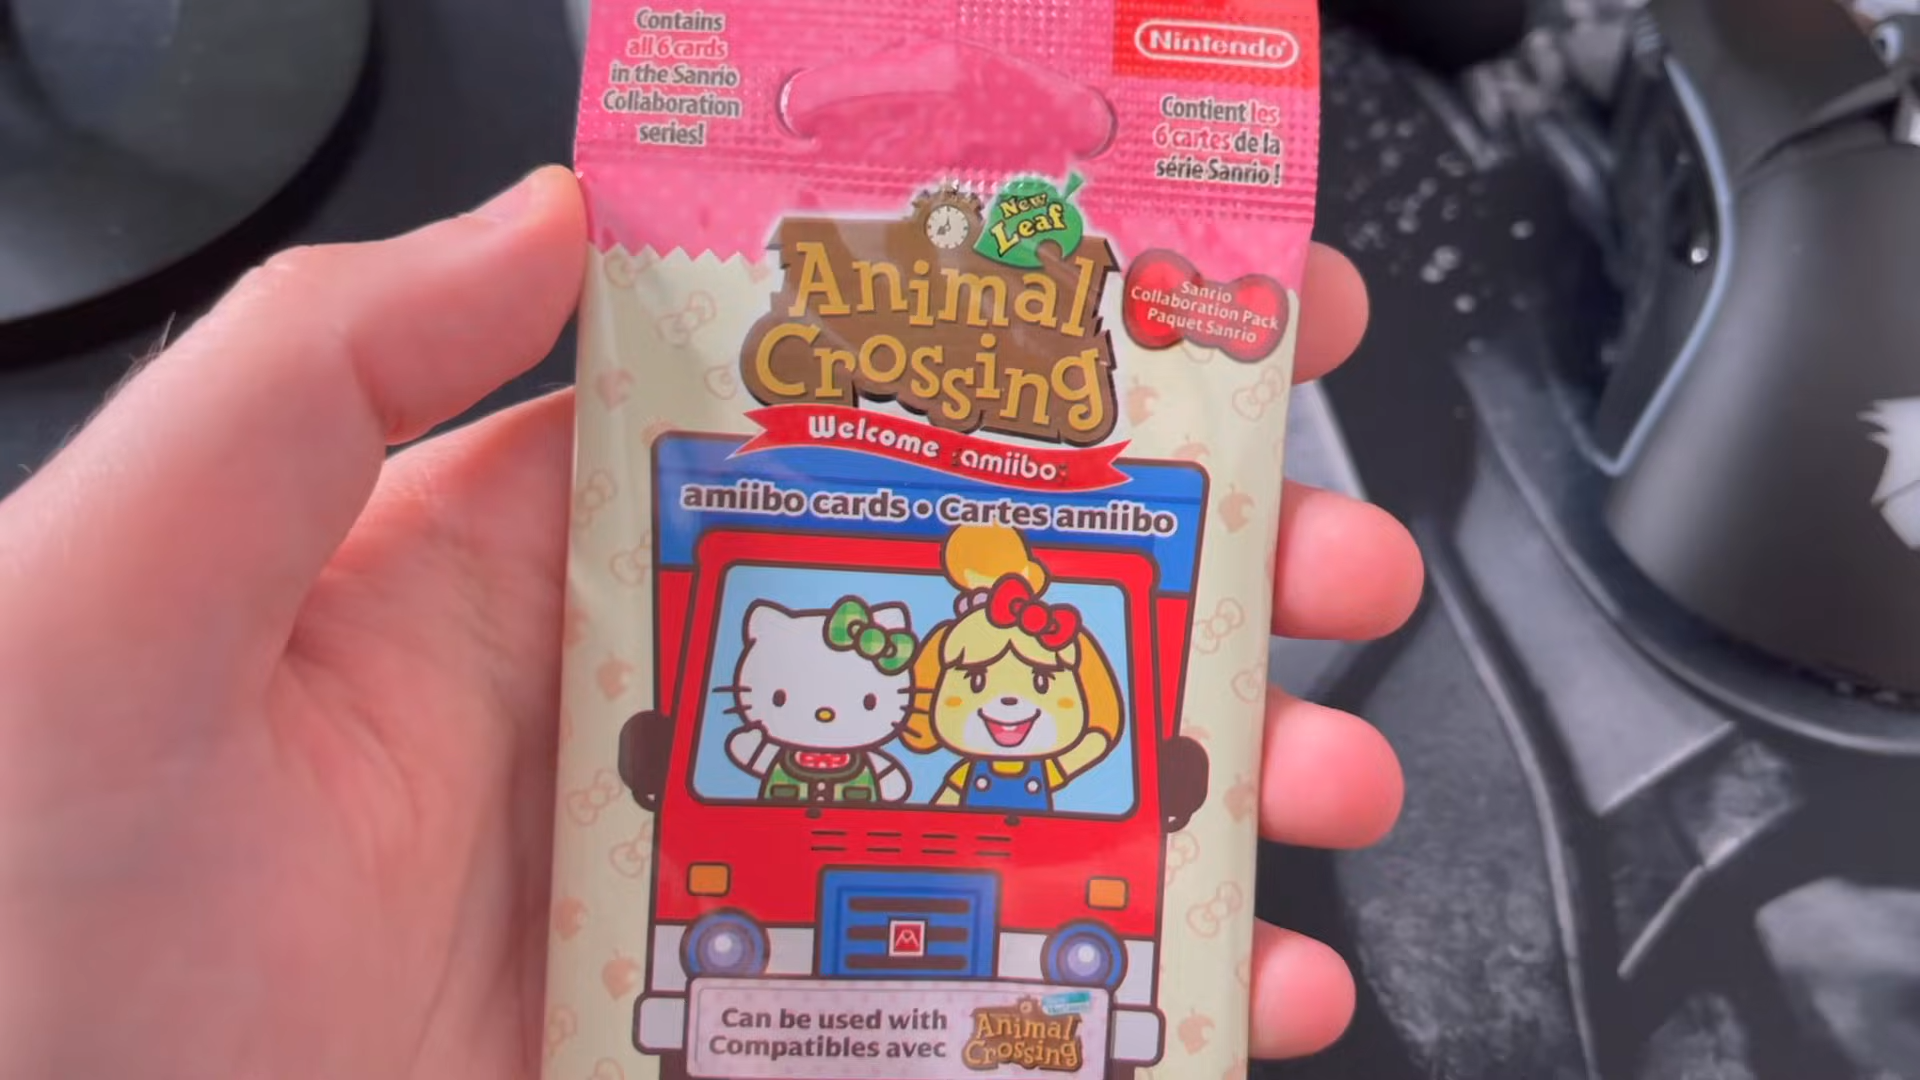 Contains
all 6 cards
in the Sanrio
Collaboration
series!
Nintendo
Contient les
6 cartes de la
série Sanrio !
New
Leaf
Animal
Crossing
Sanrio
Collaboration Pack
Paquet Sanrio
Welcome amiibo
amiibo cards • Cartes amiibo
Can be used with
Compatibles avec
Animal
Crossing